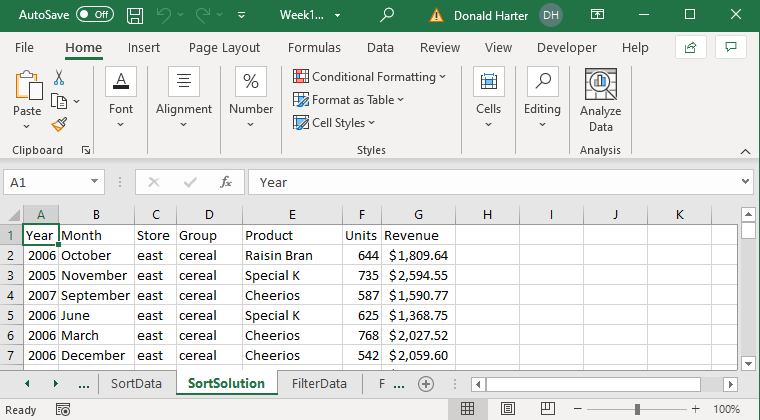 AutoSave Off Week1... Donald Harter DH
File Home Insert Page Layout Formulas Data Review View Developer Help
Paste Font Alignment % Number Conditional Formatting Format as Table Cell Styles Cells Editing Analyze Data
Clipboard Styles Analysis
A1 fx Year
A B C D E F G H I J K
1 Year Month Store Group Product Units Revenue
2 2006 October east cereal Raisin Bran 644 $1,809.64
3 2005 November east cereal Special K 735 $2,594.55
4 2007 September east cereal Cheerios 587 $1,590.77
5 2006 June east cereal Special K 625 $1,368.75
6 2006 March east cereal Cheerios 768 $2,027.52
7 2006 December east cereal Cheerios 542 $2,059.60
... SortData SortSolution FilterData F ...
Ready 100%